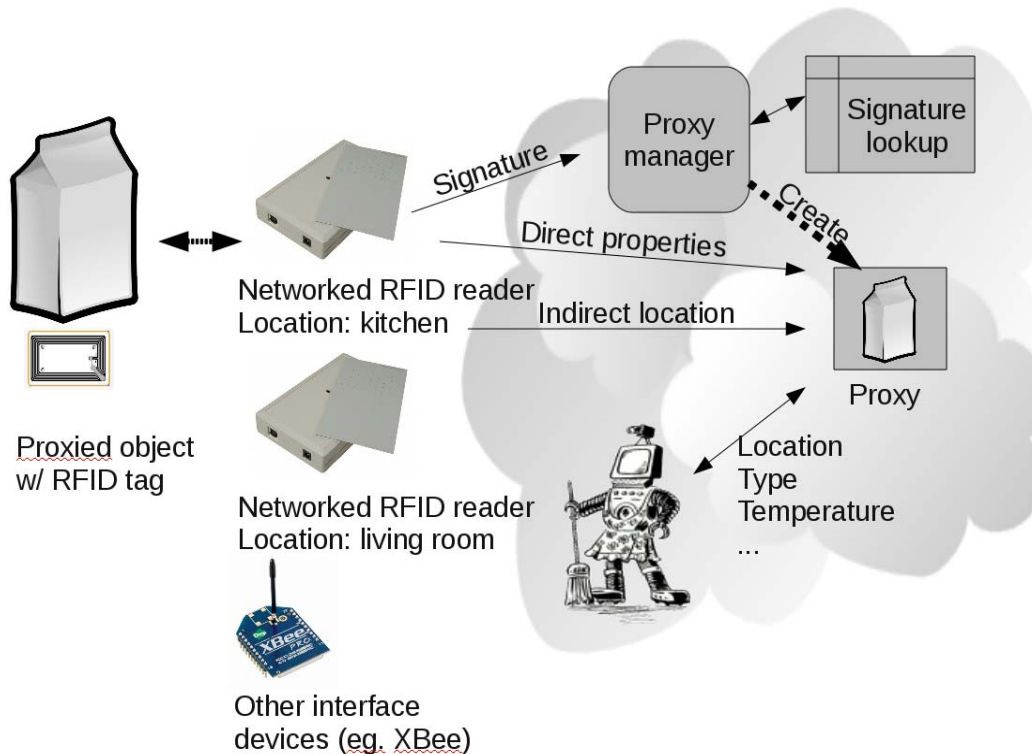 Proxy
manager
Signature
lookup
Signature
Create
Direct properties
Networked RFID reader
Location: kitchen
Indirect location
Proxy
Proxied object
w/ RFID tag
Networked RFID reader
Location: living room
Location
Type
Temperature
...
XBee
PRO
Other interface
devices (eg. XBee)